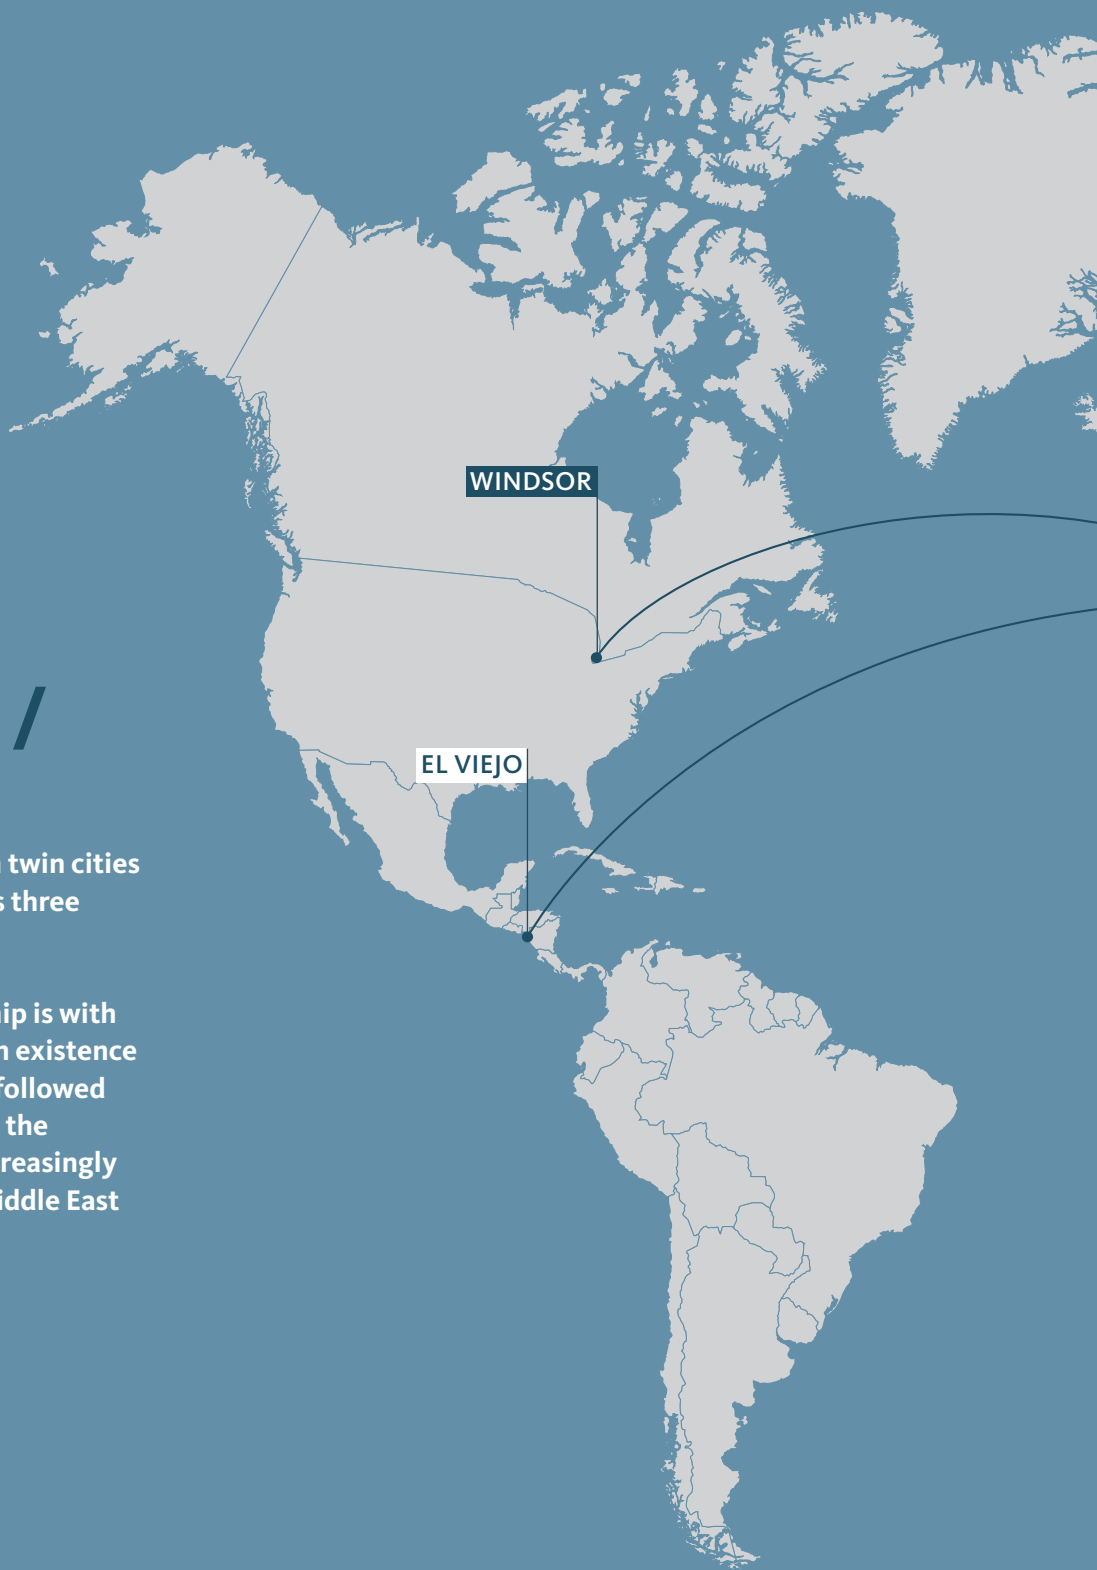 /
twin cities
s three
ip is with
existence
followed
the
reasingly
iddle East
WINDSOR
EL VIEJO